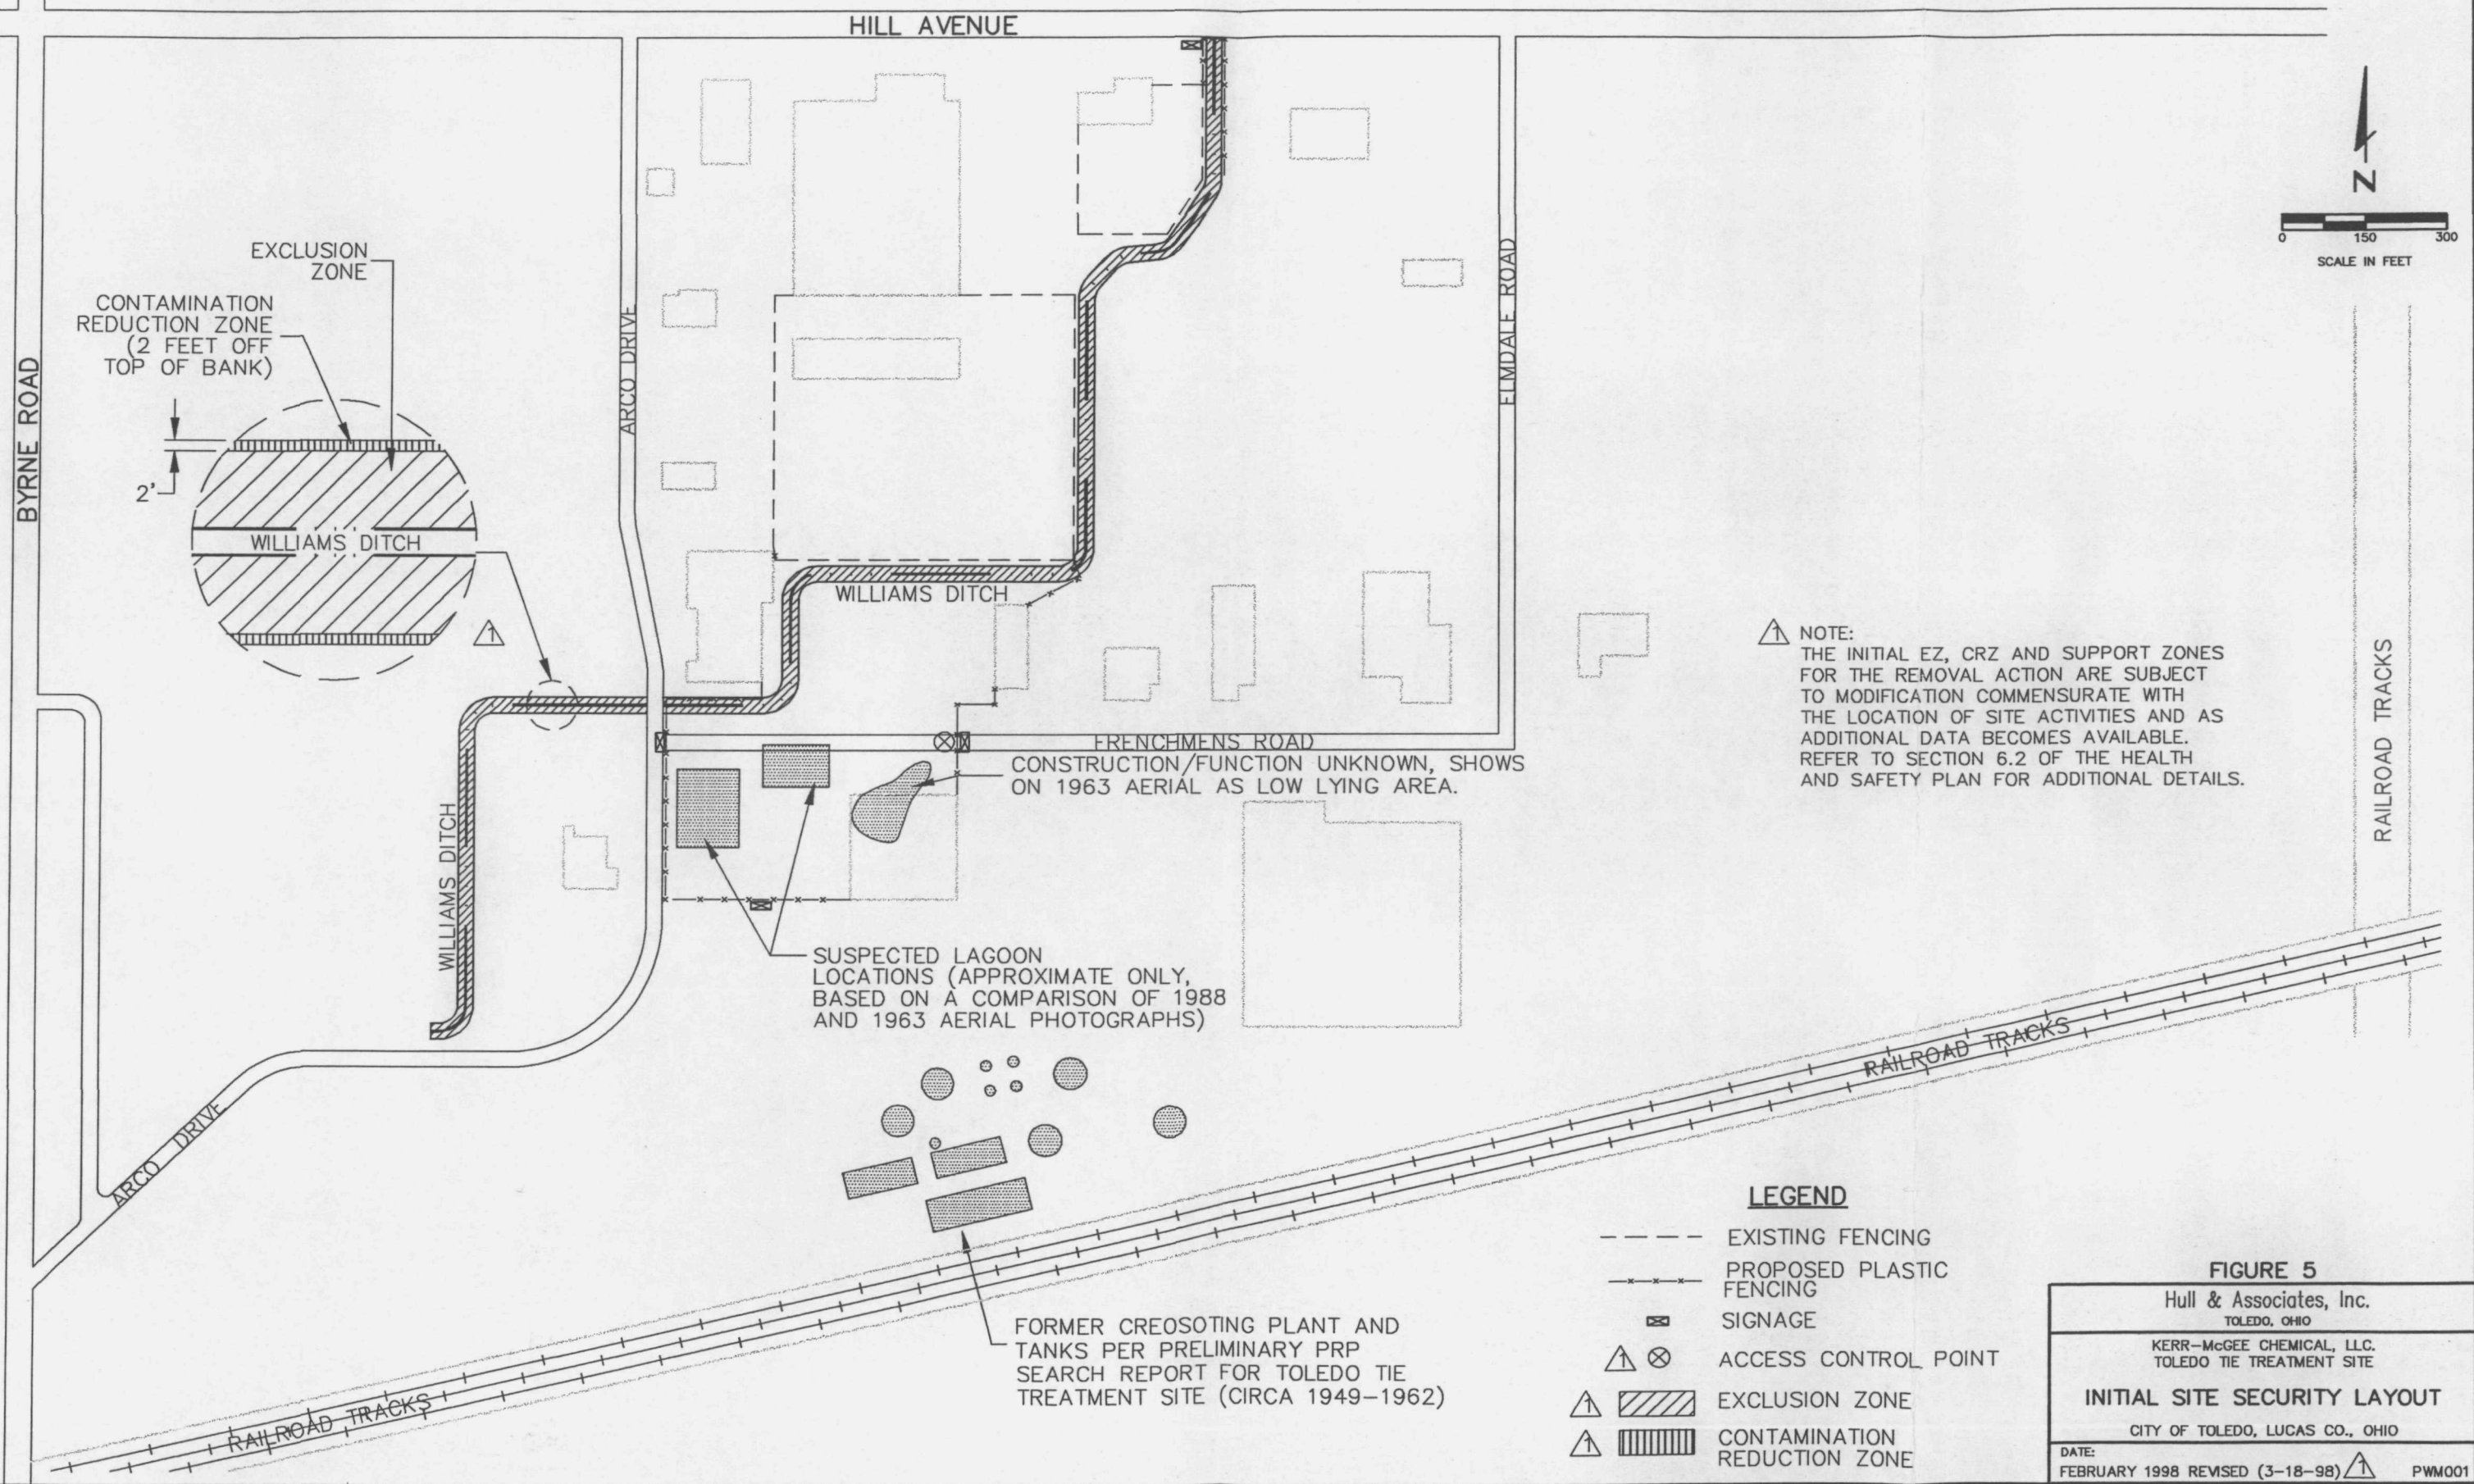 HILL AVENUE
BYRNE ROAD
EXCLUSION
ZONE
CONTAMINATION
REDUCTION ZONE
(2 FEET OFF
TOP OF BANK)
2'
WILLIAMS DITCH
1
ARCO DRIVE
ELMDALE ROAD
N
0 150 300
SCALE IN FEET
WILLIAMS DITCH
FRENCHMENS ROAD
CONSTRUCTION/FUNCTION UNKNOWN, SHOWS
ON 1963 AERIAL AS LOW LYING AREA.
1 NOTE:
THE INITIAL EZ, CRZ AND SUPPORT ZONES
FOR THE REMOVAL ACTION ARE SUBJECT
TO MODIFICATION COMMENSURATE WITH
THE LOCATION OF SITE ACTIVITIES AND AS
ADDITIONAL DATA BECOMES AVAILABLE.
REFER TO SECTION 6.2 OF THE HEALTH
AND SAFETY PLAN FOR ADDITIONAL DETAILS.
RAILROAD TRACKS
WILLIAMS DITCH
SUSPECTED LAGOON
LOCATIONS (APPROXIMATE ONLY,
BASED ON A COMPARISON OF 1988
AND 1963 AERIAL PHOTOGRAPHS)
ARCO DRIVE
RAILROAD TRACKS
RAILROAD TRACKS
FORMER CREOSOTING PLANT AND
TANKS PER PRELIMINARY PRP
SEARCH REPORT FOR TOLEDO TIE
TREATMENT SITE (CIRCA 1949-1962)
LEGEND
EXISTING FENCING
PROPOSED PLASTIC
FENCING
SIGNAGE
1 ACCESS CONTROL POINT
1 EXCLUSION ZONE
1 CONTAMINATION
REDUCTION ZONE
FIGURE 5
Hull & Associates, Inc.
TOLEDO, OHIO
KERR-McGEE CHEMICAL, LLC.
TOLEDO TIE TREATMENT SITE
INITIAL SITE SECURITY LAYOUT
CITY OF TOLEDO, LUCAS CO., OHIO
DATE:
FEBRUARY 1998 REVISED (3-18-98) 1 PWM001